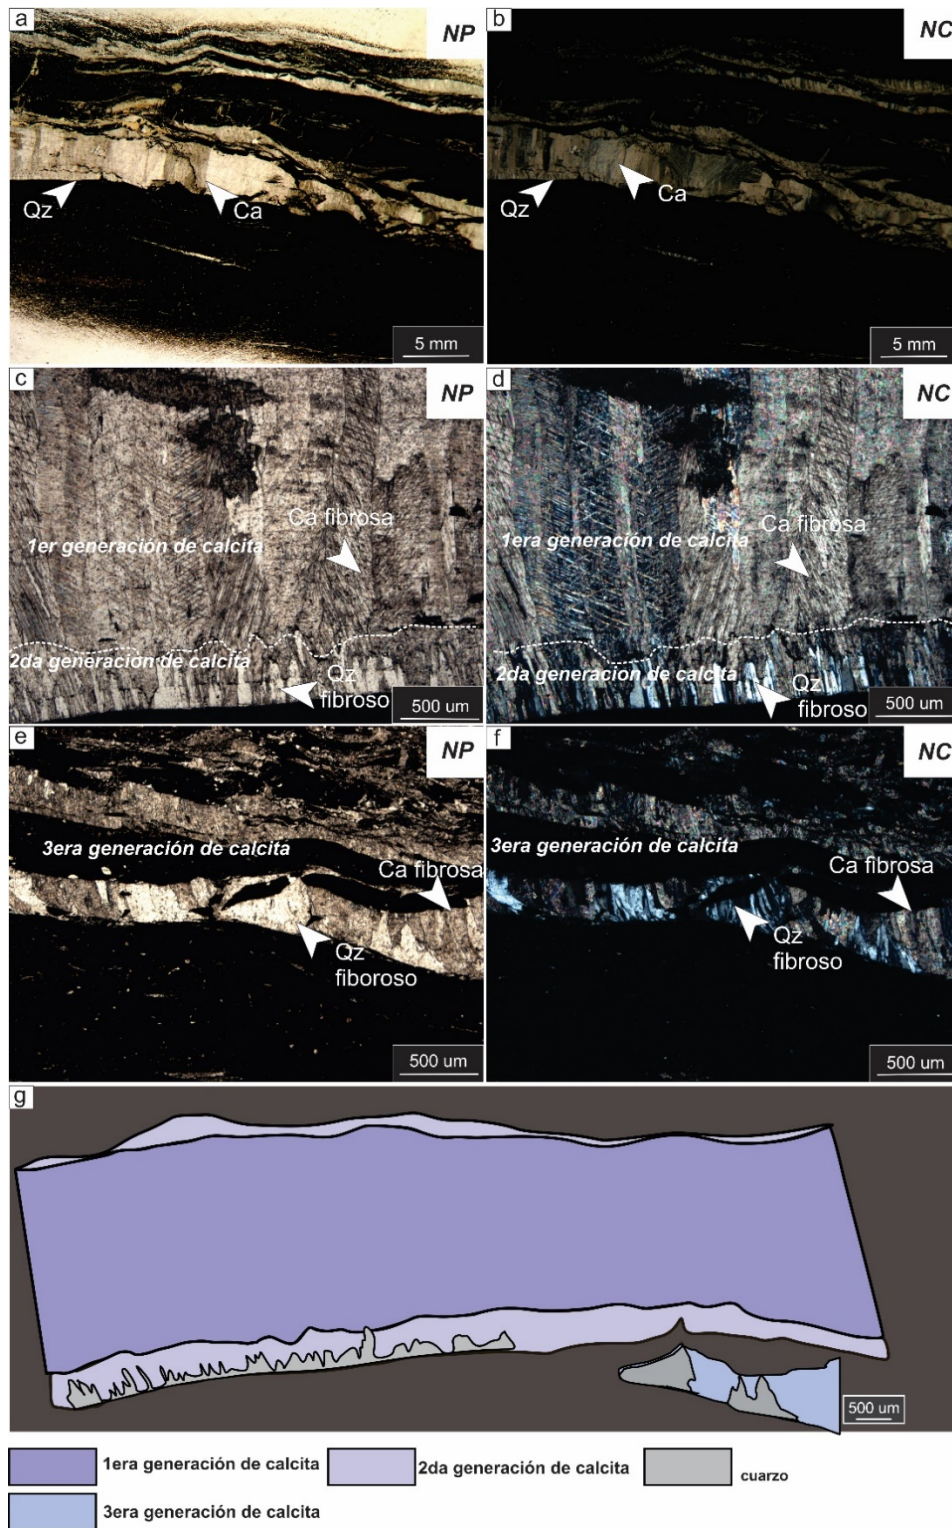 a
NP
Qz
Ca
5 mm
b
NC
Qz
Ca
5 mm
c
NP
Ca fibrosa
1er generación de calcita
2da generación de calcita
Qz
fibroso
500 um
d
NC
Ca fibrosa
1era generación de calcita
2da generación de calcita
Qz
fibroso
500 um
e
NP
3era generación de calcita
Ca fibrosa
Qz
fiboroso
500 um
f
NC
3era generación de calcita
Ca fibrosa
Qz
fibroso
500 um
g
500 um
1era generación de calcita
2da generación de calcita
cuarzo
3era generación de calcita